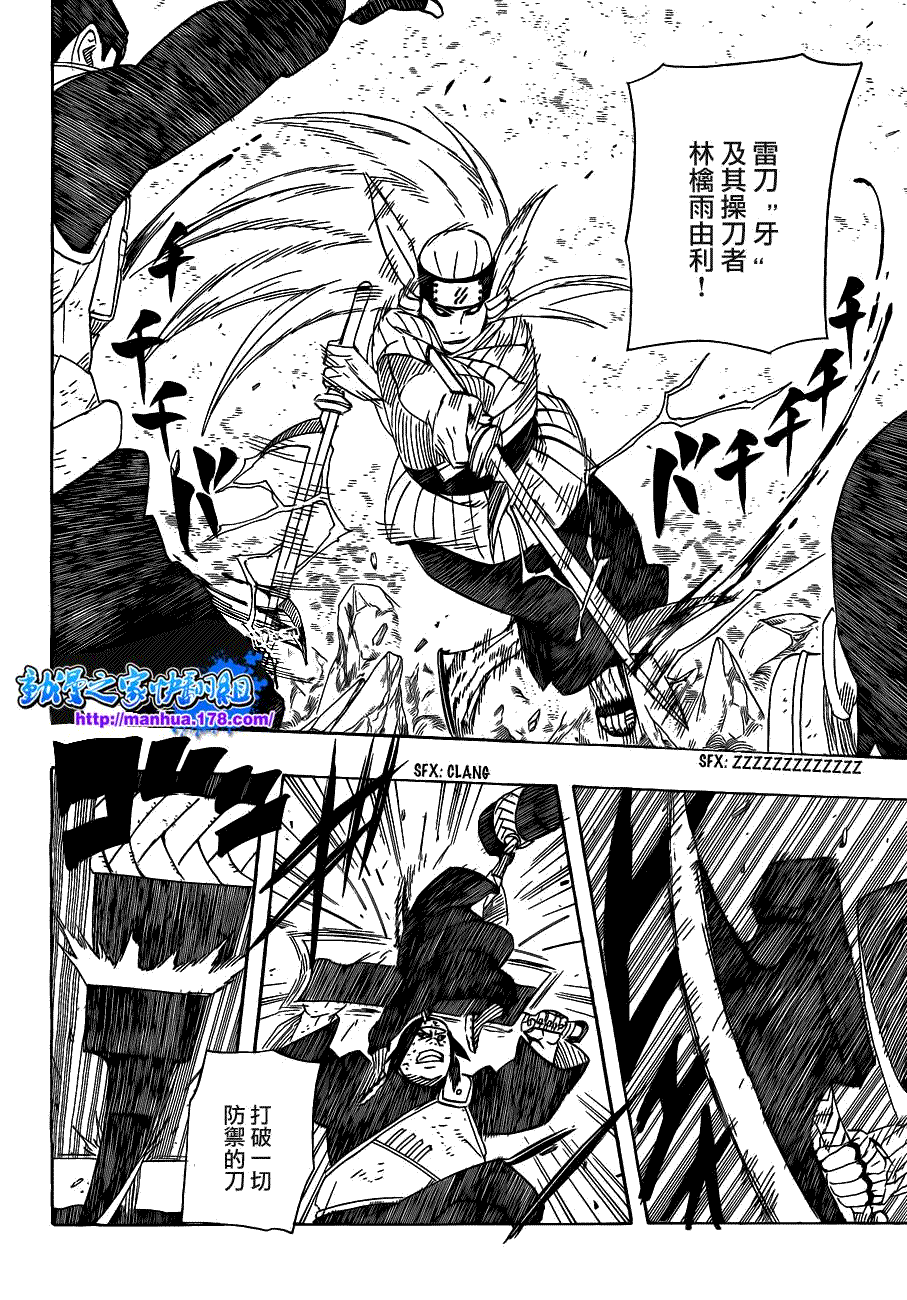 雷刀”牙“
及其操刀者
林檎雨由利！
チチチチド
ドチチチチ
动漫之家汉化组
http://manhua.178.com/
SFX: ZZZZZZZZZZZZZ
SFX: CLANG
ゴッ
打破一切
防禦的刀